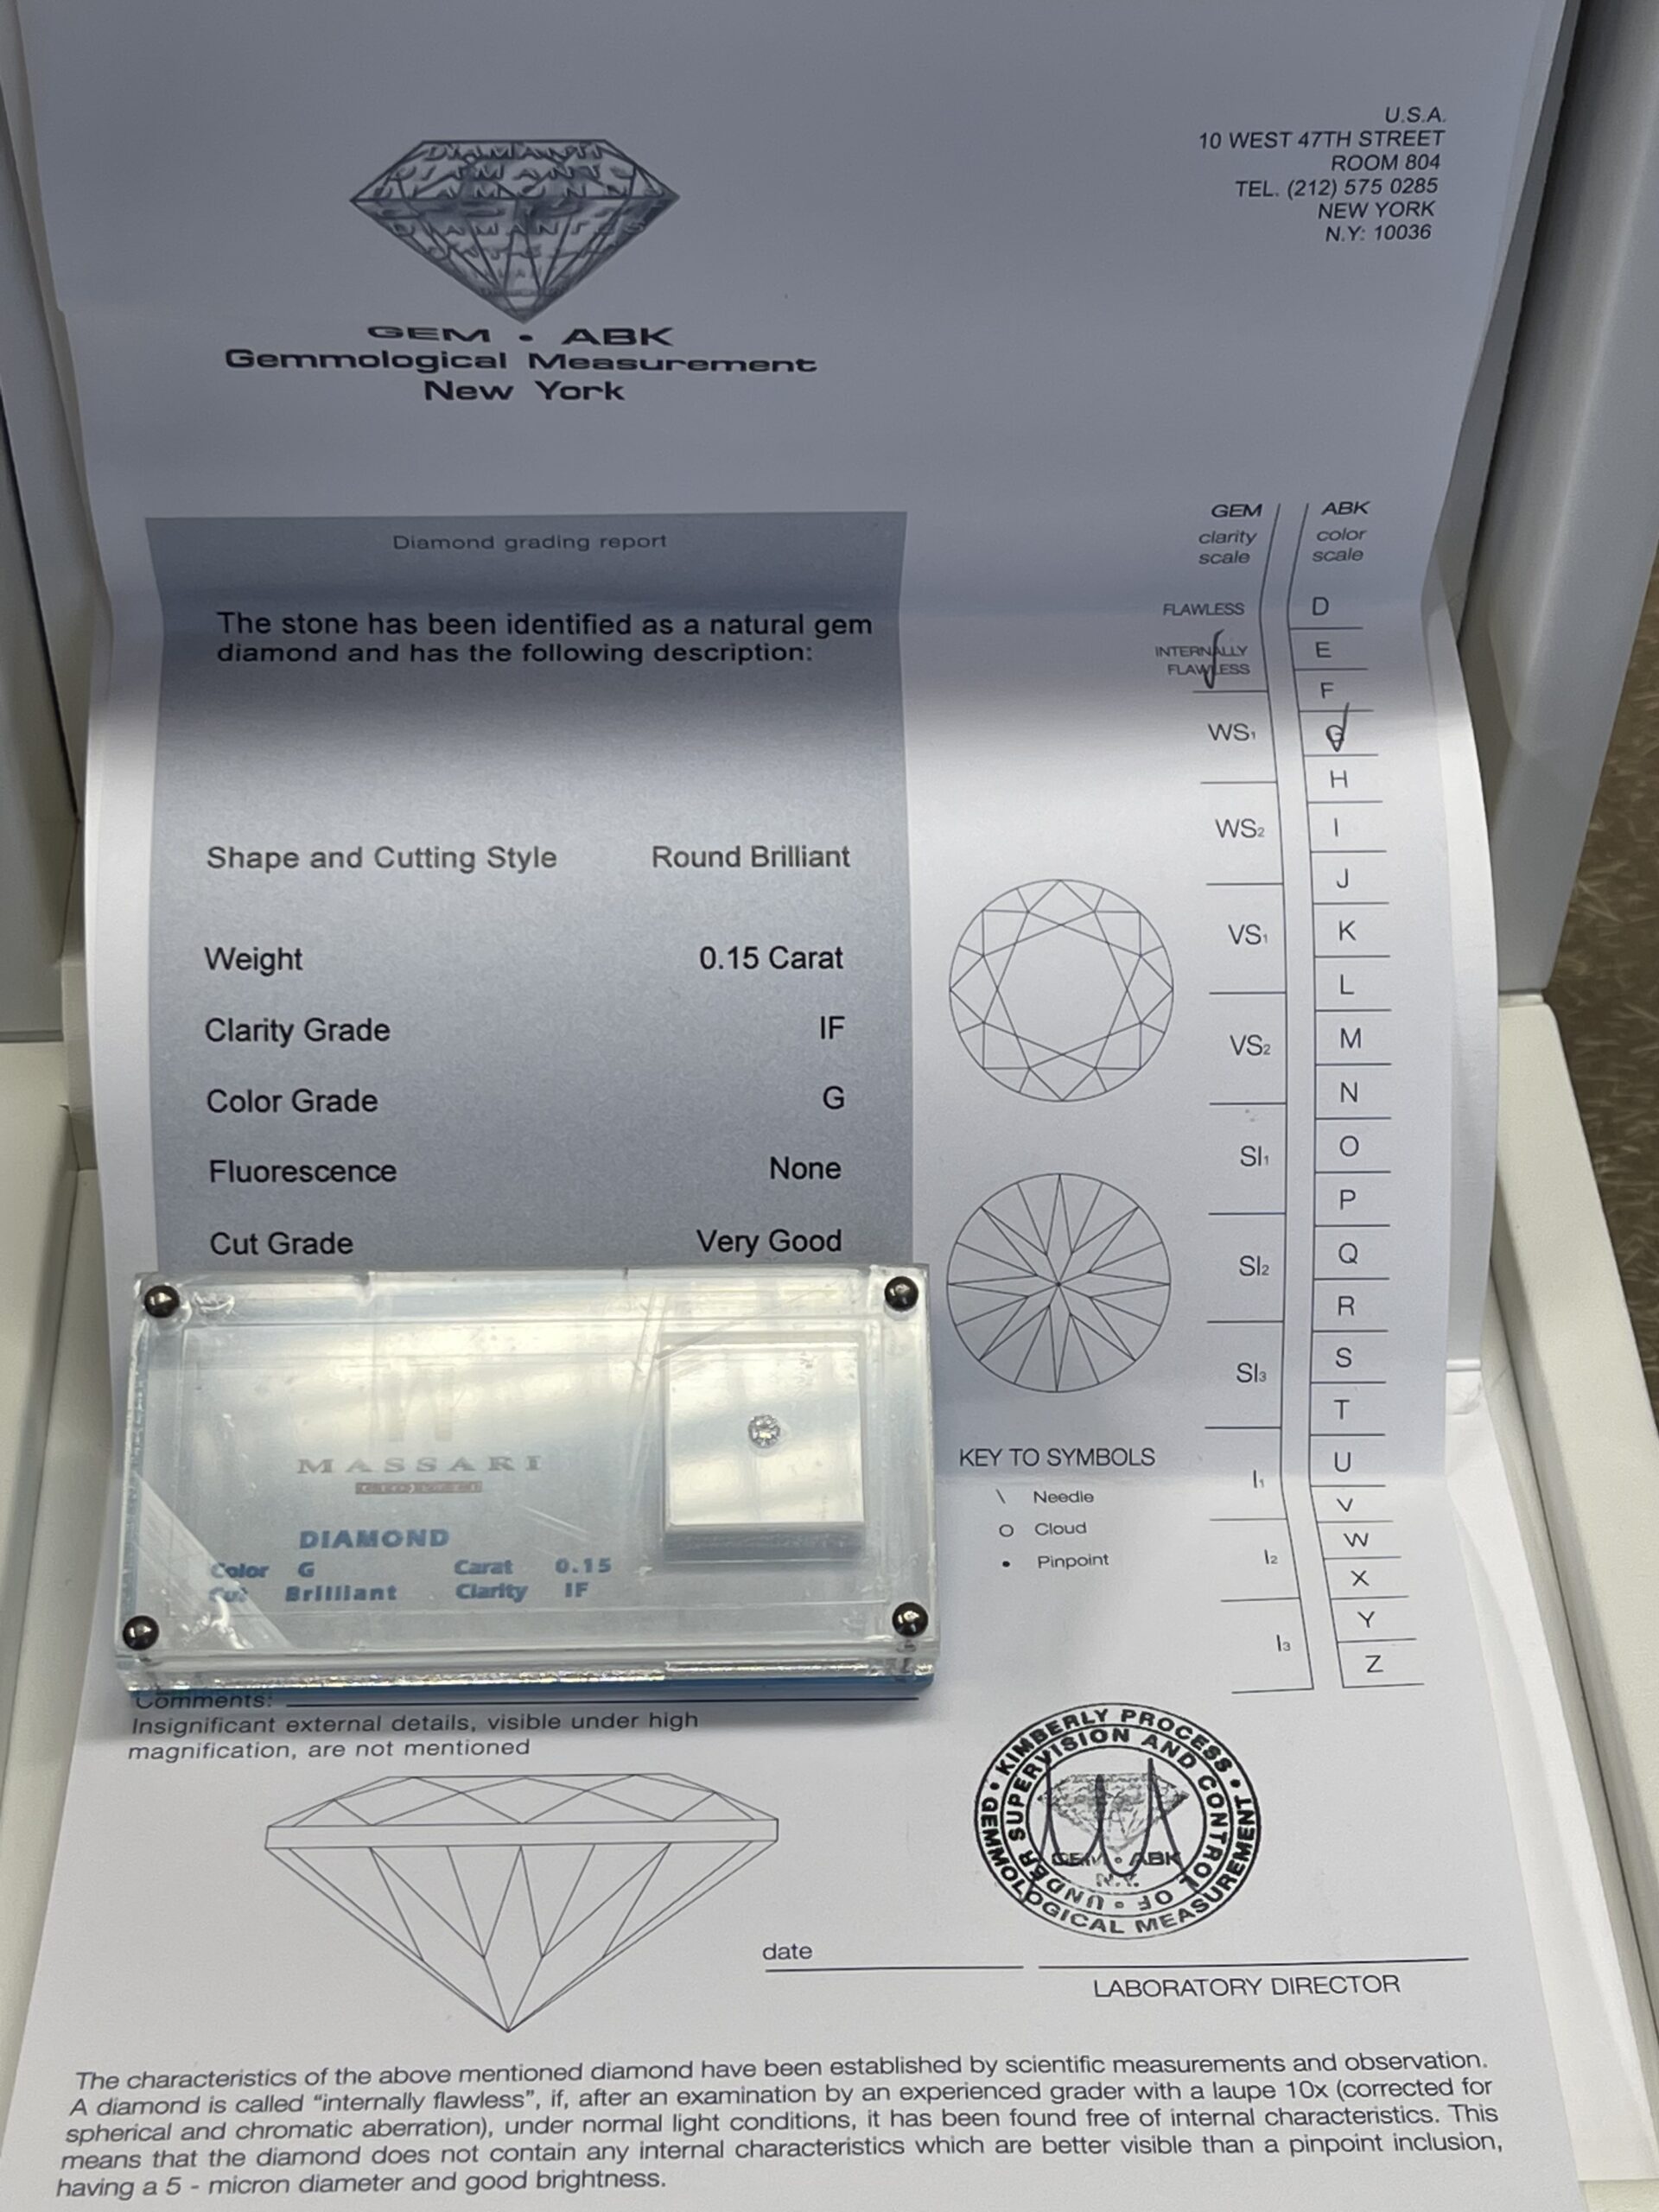 U.S.A.
10 WEST 47TH STREET
ROOM 804
TEL. (212) 575 0285
NEW YORK
N.Y: 10036
GEM • ABK
Gemmological Measurement
New York
Diamond grading report
The stone has been identified as a natural gem
diamond and has the following description:
Shape and Cutting Style Round Brilliant
Weight 0.15 Carat
Clarity Grade IF
Color Grade G
Fluorescence None
Cut Grade Very Good
GEM
clarity
scale
FLAWLESS
INTERNALLY
FLAWLESS
WS1
WS2
VS1
VS2
SI1
SI2
SI3
I1
I2
I3
ABK
color
scale
D
E
F
G
H
I
J
K
L
M
N
O
P
Q
R
S
T
U
V
W
X
Y
Z
KEY TO SYMBOLS
\ Needle
O Cloud
• Pinpoint
MASSARI
DIAMOND
Color G Carat 0.15
Cut Brilliant Clarity IF
Comments:
Insignificant external details, visible under high
magnification, are not mentioned
• KIMBERLY PROCESS •
GEMMOLOGICAL MEASUREMENT
UNDER SUPERVISION AND CONTROL OF
GEM • ABK
N.Y.
date
LABORATORY DIRECTOR
The characteristics of the above mentioned diamond have been established by scientific measurements and observation.
A diamond is called “internally flawless”, if, after an examination by an experienced grader with a laupe 10x (corrected for
spherical and chromatic aberration), under normal light conditions, it has been found free of internal characteristics. This
means that the diamond does not contain any internal characteristics which are better visible than a pinpoint inclusion,
having a 5 - micron diameter and good brightness.